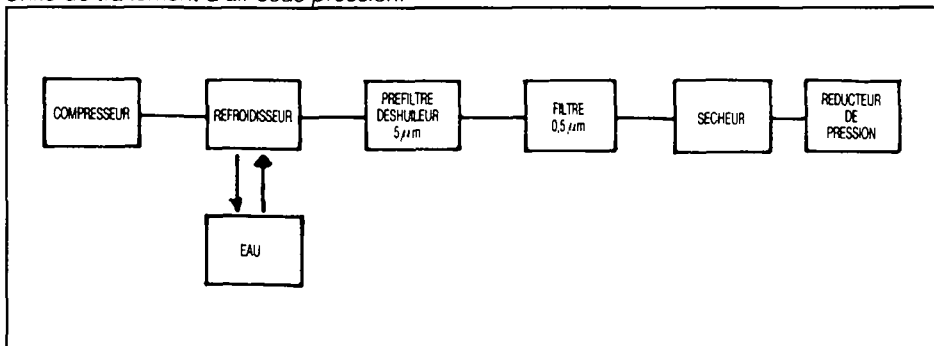 COMPRESSEUR
REFROIDISSEUR
PREFILTRE
DESHUILEUR
5 µm
FILTRE
0,5 µm
SECHEUR
REDUCTEUR
DE
PRESSION
EAU